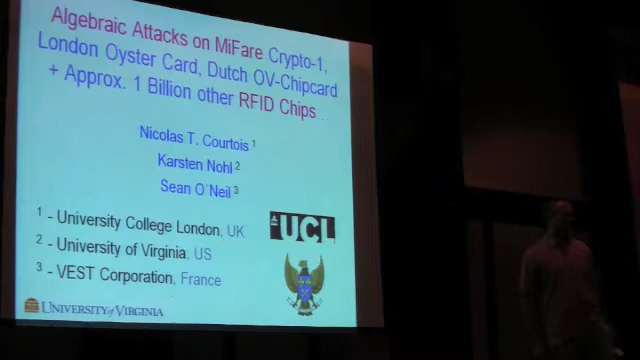 Algebraic Attacks on MiFare Crypto-1,
London Oyster Card, Dutch OV-Chipcard
+ Approx. 1 Billion other RFID Chips…
Nicolas T. Courtois 1
Karsten Nohl 2
Sean O'Neil 3
1 - University College London, UK
2 - University of Virginia, US
3 - VEST Corporation, France
UCL
UNIVERSITY of VIRGINIA